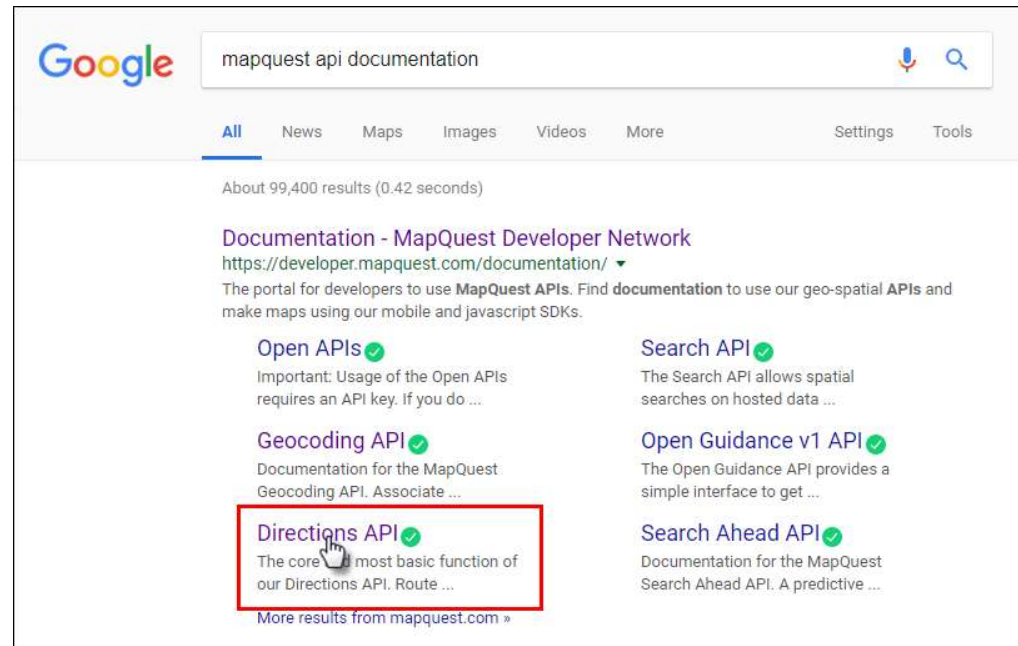 Google
mapquest api documentation
All News Maps Images Videos More Settings Tools
About 99,400 results (0.42 seconds)
Documentation - MapQuest Developer Network
https://developer.mapquest.com/documentation/
The portal for developers to use MapQuest APIs. Find documentation to use our geo-spatial APIs and
make maps using our mobile and javascript SDKs.
Open APIs
Important: Usage of the Open APIs
requires an API key. If you do ...
Search API
The Search API allows spatial
searches on hosted data ...
Geocoding API
Documentation for the MapQuest
Geocoding API. Associate ...
Open Guidance v1 API
The Open Guidance API provides a
simple interface to get ...
Directions API
The core most basic function of
our Directions API. Route ...
Search Ahead API
Documentation for the MapQuest
Search Ahead API. A predictive ...
More results from mapquest.com »